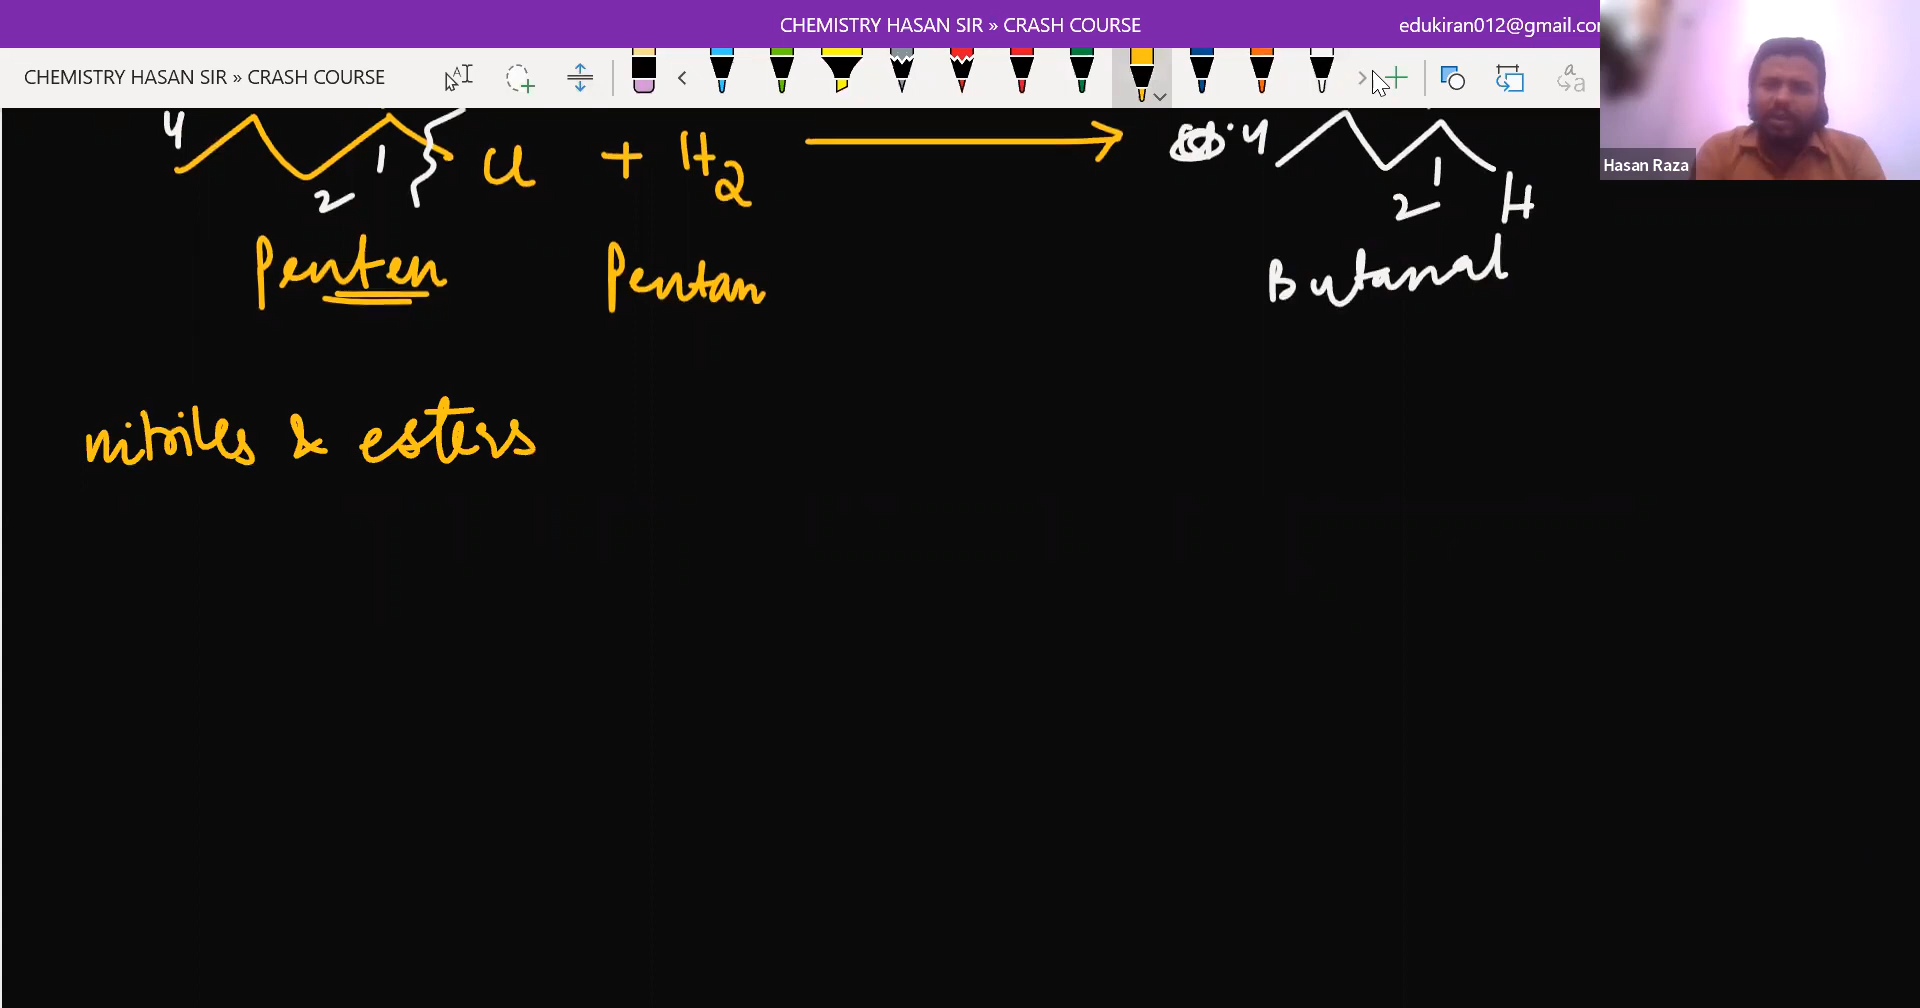 CHEMISTRY HASAN SIR » CRASH COURSE
edukiran012@gmail.co
CHEMISTRY HASAN SIR » CRASH COURSE
Hasan Raza
4 2 1 Cl + H2 4 2 1 H
Penten Pentan Butanal
nitriles & esters